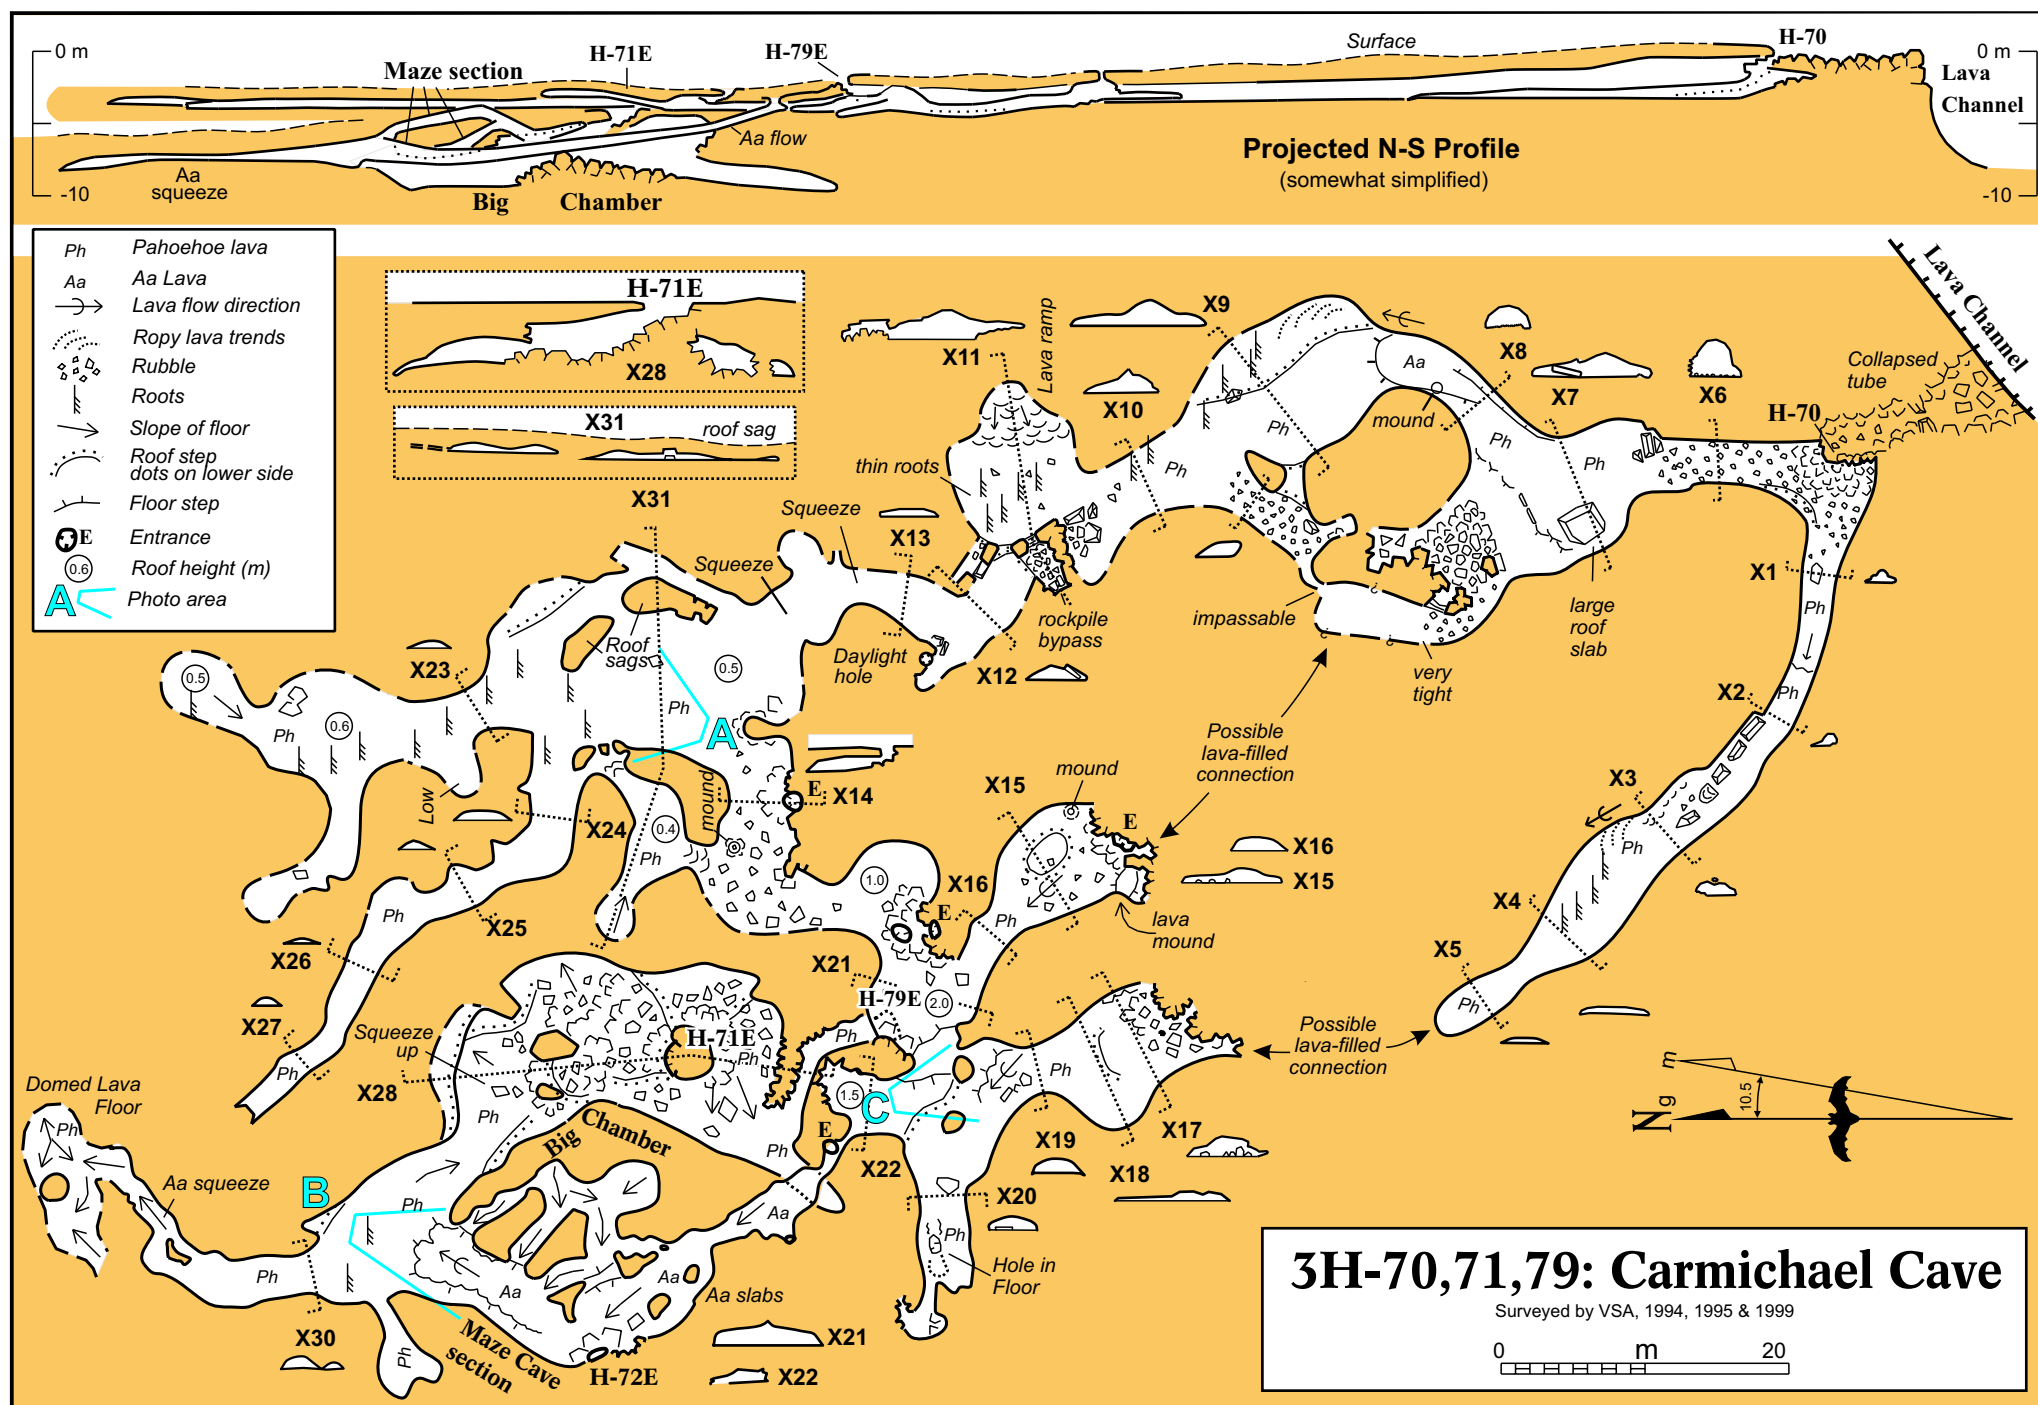 0 m
H-71E
H-79E
Surface
H-70
0 m
Maze section
Lava
Channel
Aa flow
Projected N-S Profile
(somewhat simplified)
Aa
squeeze
-10
Big
Chamber
-10
Ph
Pahoehoe lava
Aa
Aa Lava
Lava flow direction
Ropy lava trends
Rubble
Roots
Slope of floor
Roof step
dots on lower side
Floor step
E
Entrance
0.6
Roof height (m)
A
Photo area
H-71E
X28
X31
roof sag
X31
Lava Channel
Collapsed
tube
H-70
X6
X7
X8
X9
X10
X11
Lava ramp
Aa
mound
Ph
Ph
Ph
Ph
thin roots
Squeeze
X13
Squeeze
X12
Daylight
hole
rockpile
bypass
impassable
?
?
?
very
tight
large
roof
slab
X1
Ph
X2
Ph
X3
Ph
X4
X5
Ph
Possible
lava-filled
connection
Roof
sags
X23
0.5
0.5
0.6
Ph
Ph
A
Low
X24
0.4
Ph
mound
E
X14
X15
mound
E
X16
X15
lava
mound
X16
1.0
E
Ph
X25
Ph
X26
X27
Ph
X21
H-79E
2.0
Ph
Squeeze
up
H-71E
Ph
X28
Ph
Big Chamber
Ph
1.5
C
E
X22
Ph
X17
X18
X19
X20
Ph
Hole in
Floor
Possible
lava-filled
connection
m
10.5
Ng
Domed Lava
Floor
Ph
Aa squeeze
B
Ph
Ph
Aa
Aa
Aa
Aa slabs
X30
Ph
Maze Cave
section
H-72E
X21
X22
3H-70,71,79: Carmichael Cave
Surveyed by VSA, 1994, 1995 & 1999
0
m
20